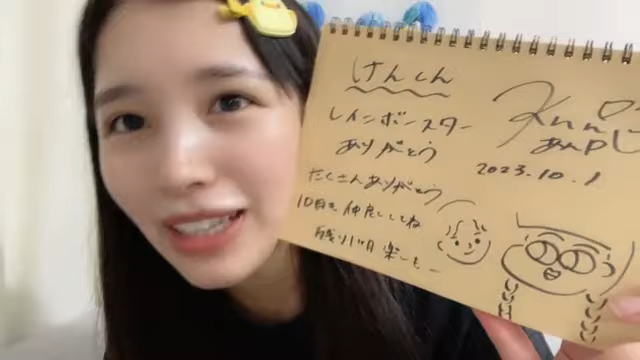 けんくん
レインボースター
ありがとう
たくさんありがとう
10月も仲良くしてね
残り1ヶ月楽しもー
2023.10.1